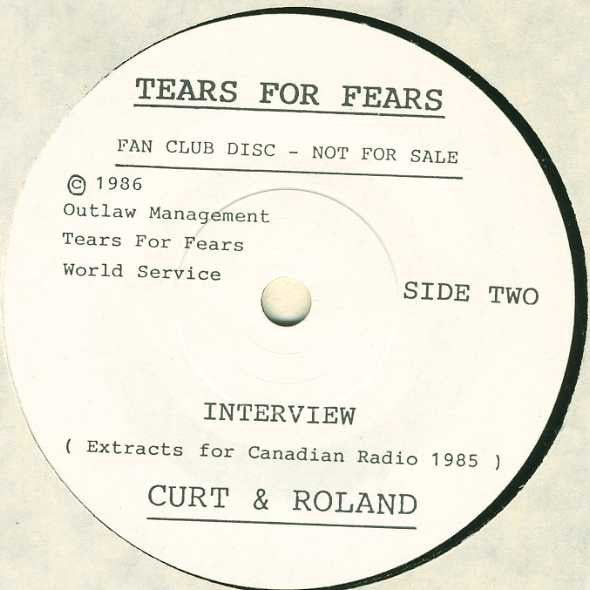 TEARS FOR FEARS
FAN CLUB DISC - NOT FOR SALE
© 1986
Outlaw Management
Tears For Fears
World Service
SIDE TWO
INTERVIEW
( Extracts for Canadian Radio 1985 )
CURT & ROLAND